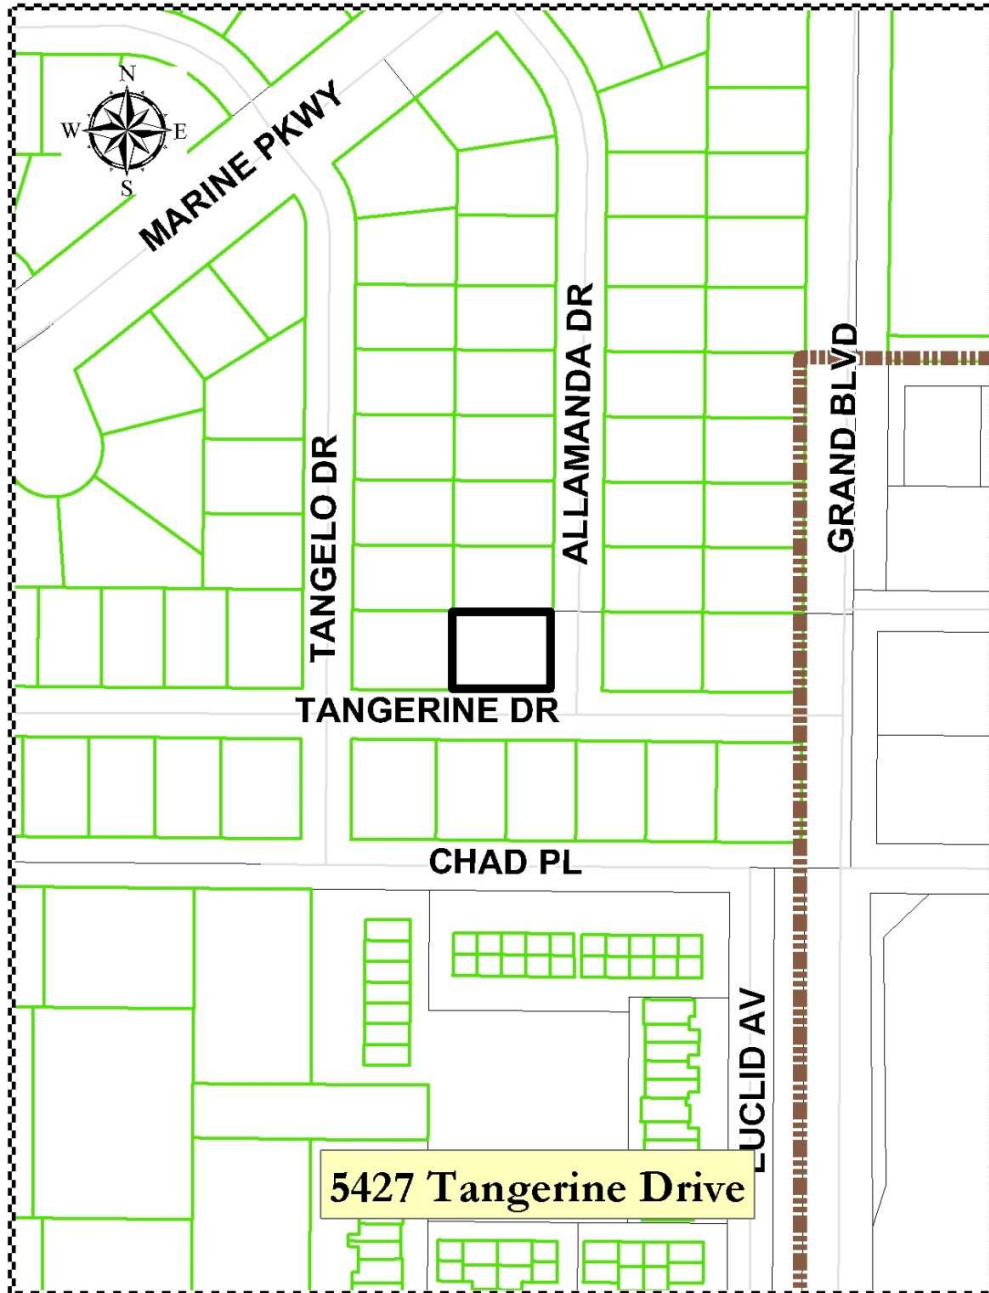 N
W
E
S
MARINE PKWY
ALLAMANDA DR
GRAND BLVD
TANGELO DR
TANGERINE DR
CHAD PL
EUCLID AV
5427 Tangerine Drive